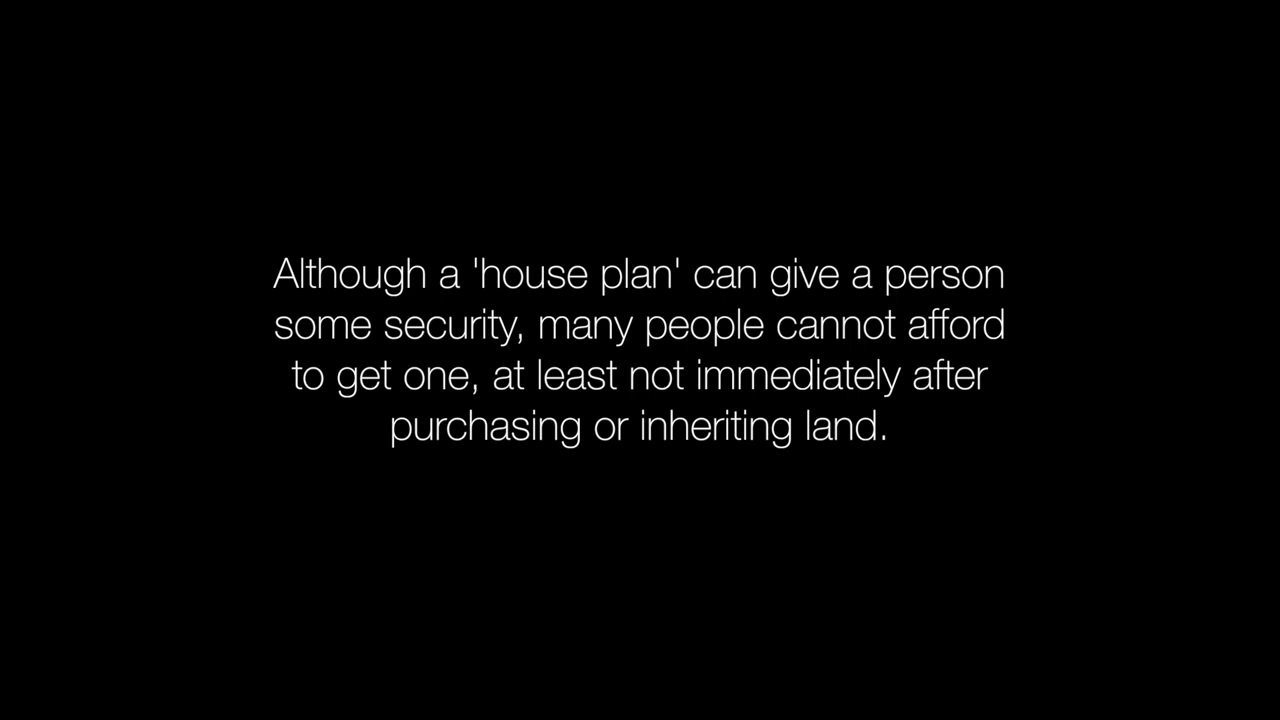 Although a 'house plan' can give a person
some security, many people cannot afford
to get one, at least not immediately after
purchasing or inheriting land.